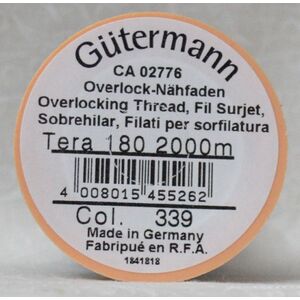 Gütermann
CA 02776
Overlock-Nähfaden
Overlocking Thread, Fil Surjet,
Sobrehilar, Filati per sorfilatura
Tera 180 2000m
4 008015 455262
Col. 339
Made in Germany
Fabriqué en R.F.A.
1841818